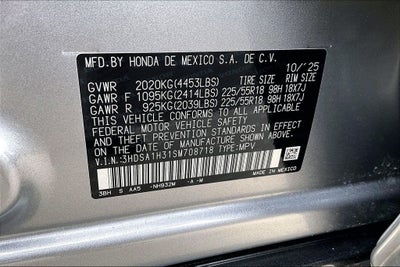 MFD.BY HONDA DE MEXICO S.A. DE C.V.
10/'25
GVWR 2020KG(4453LBS) TIRE SIZE RIM SIZE
GAWR F 1095KG(2414LBS) 225/55R18 98H 18X7J
GAWR R 925KG(2039LBS) 225/55R18 98H 18X7J
THIS VEHICLE CONFORMS TO ALL APPLICABLE
FEDERAL MOTOR VEHICLE SAFETY AND
THEFT PREVENTION STANDARDS IN EFFECT ON
THE DATE OF MANUFACTURE SHOWN ABOVE.
V.I.N.:3HDSA1H31SM708718 TYPE:MPV
3BH S AA5 -NH932M -A -M
MADE
IN MEXICO